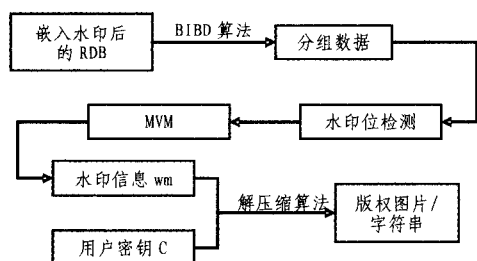 嵌入水印后
的 RDB
BIBD 算法
分组数据
MVM
水印位检测
水印信息 wm
解压缩算法
版权图片/
字符串
用户密钥 C